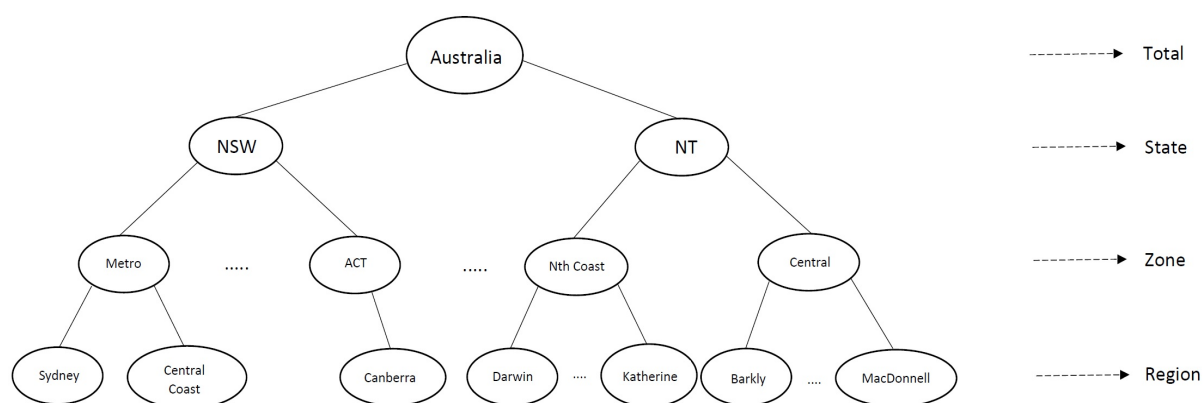 Australia
Total
NSW
NT
State
Metro
.....
ACT
.....
Nth Coast
Central
Zone
Sydney
Central
Coast
Canberra
Darwin
....
Katherine
Barkly
....
MacDonnell
Region